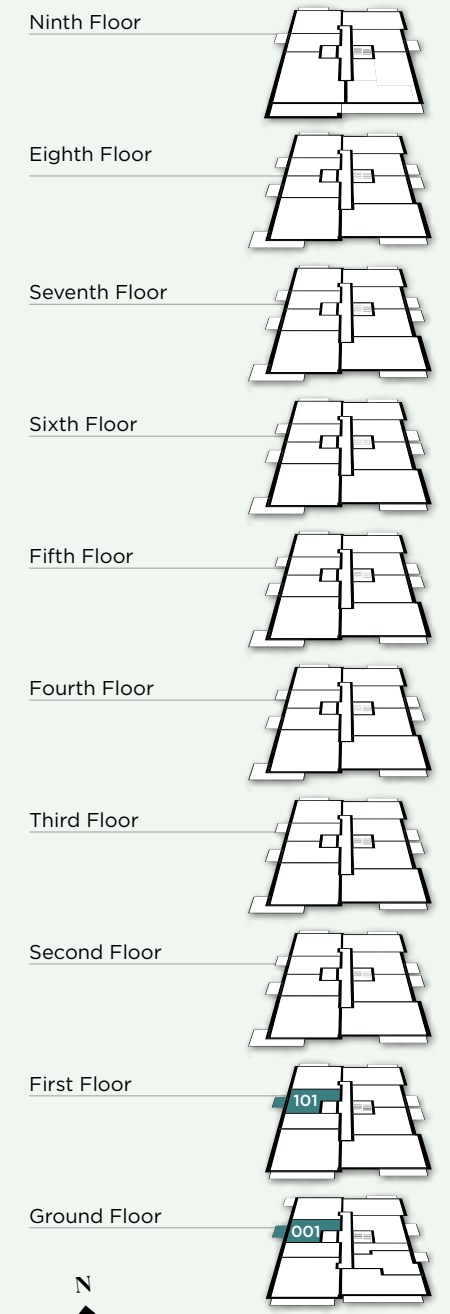 Ninth Floor
Eighth Floor
Seventh Floor
Sixth Floor
Fifth Floor
Fourth Floor
Third Floor
Second Floor
First Floor
101
Ground Floor
001
N